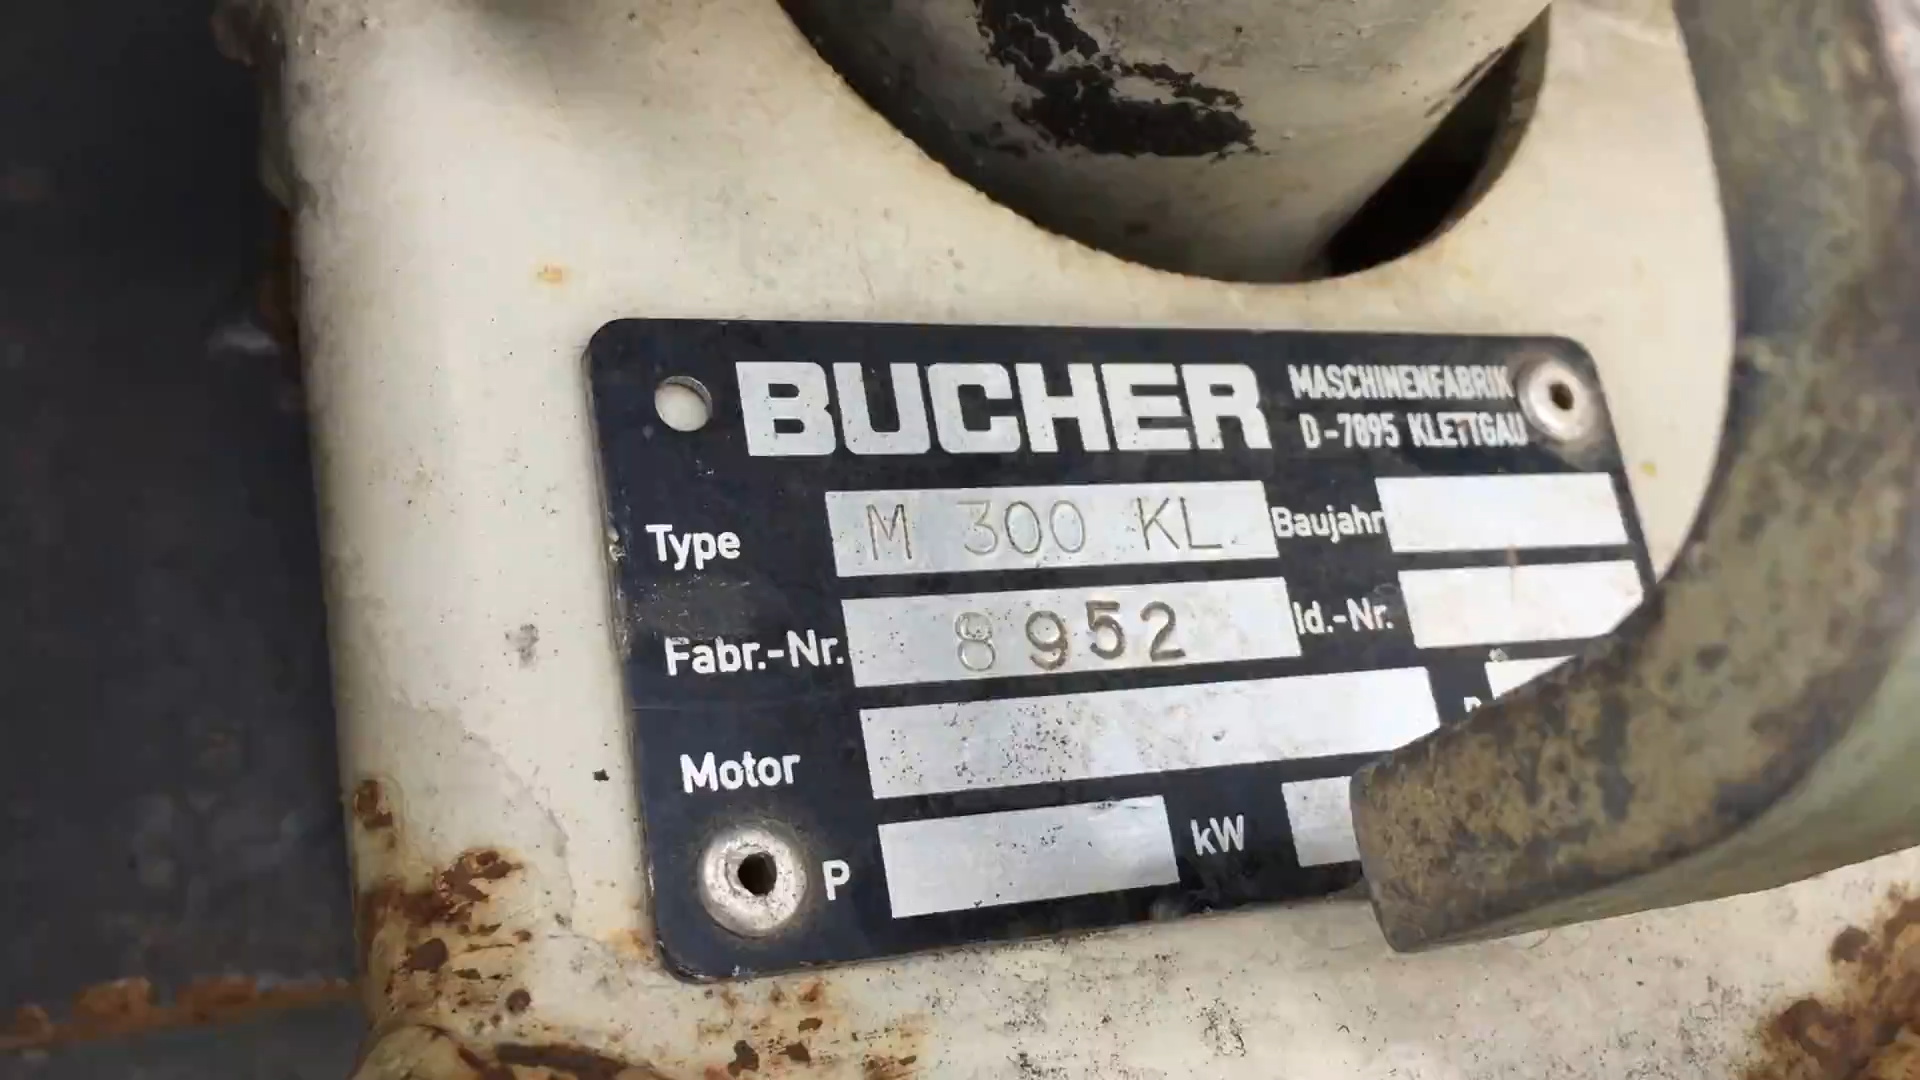 BUCHER MASCHINENFABRIK
D-7895 KLETTGAU
Type M 300 KL Baujahr
Fabr.-Nr. 8952 Id.-Nr.
Motor
P kW